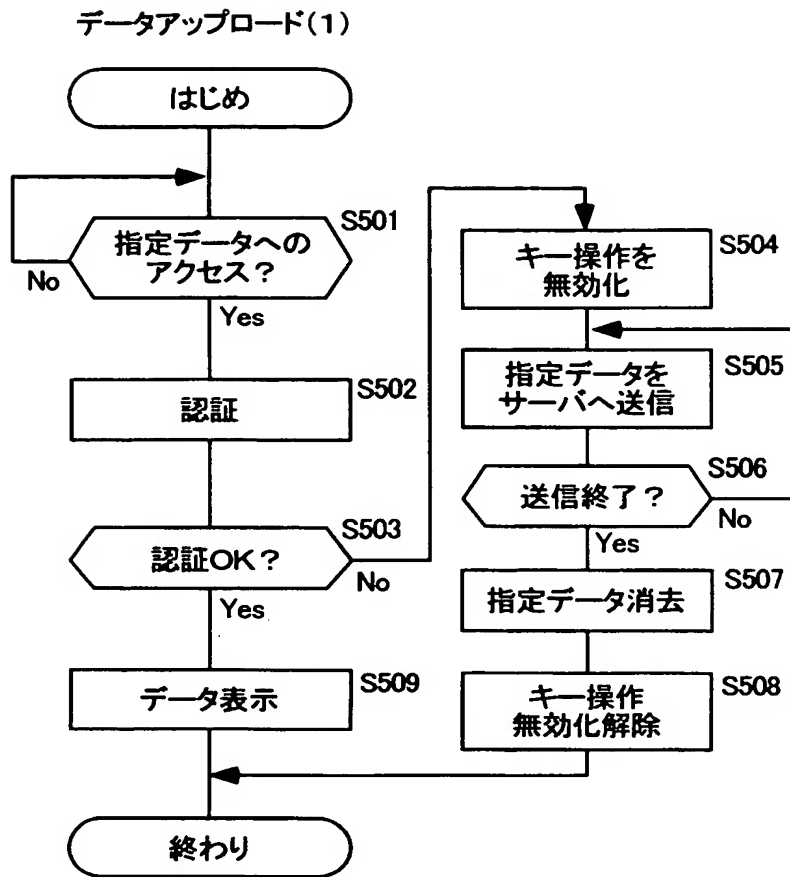 データアップロード(1)
はじめ
指定データへの
アクセス?
S501
No
Yes
認証
S502
認証OK?
S503
No
Yes
データ表示
S509
キー操作を
無効化
S504
指定データを
サーバへ送信
S505
送信終了?
S506
No
Yes
指定データ消去
S507
キー操作
無効化解除
S508
終わり